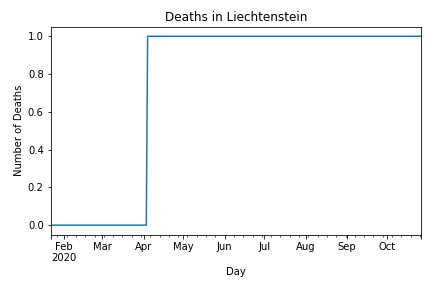 Deaths in Liechtenstein
Number of Deaths
1.0
0.8
0.6
0.4
0.2
0.0
Feb Mar Apr May Jun Jul Aug Sep Oct
2020
Day